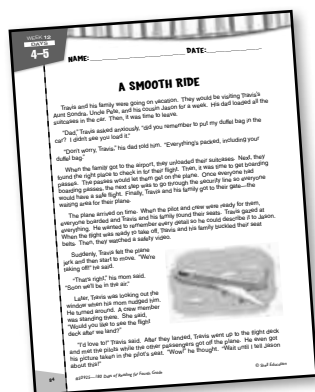 WEEK 12
DAYS
4–5
NAME: DATE:
A SMOOTH RIDE
Travis and his family were going on vacation. They would be visiting Travis's
Aunt Sondra, Uncle Pete, and his cousin Jason for a week. His dad loaded all the
suitcases in the car. Then, it was time to leave.
"Dad," Travis asked anxiously, "did you remember to put my duffel bag in the
car? I didn't see you load it."
"Don't worry, Travis," his dad told him. "Everything's packed, including your
duffel bag."
When the family got to the airport, they unloaded their suitcases. Next, they
found the right place to check in for their flight. Then, it was time to get boarding
passes. The passes would let them get on the plane. Once everyone had
boarding passes, the next step was to go through the security line so everyone
would have a safe flight. Finally, Travis and his family got to their gate—the
waiting area for their plane.
The plane arrived on time. When the pilot and crew were ready for them,
everyone boarded and Travis and his family found their seats. Travis gazed at
everything. He wanted to remember every detail so he could describe it to Jason.
When the flight was ready to take off, Travis and his family buckled their seat
belts. Then, they watched a safety video.
Suddenly, Travis felt the plane
jerk and then start to move. "We're
taking off!" he said.
"That's right," his mom said.
"Soon we'll be in the air."
Later, Travis was looking out the
window when his mom nudged him.
He turned around. A crew member
was standing there. She said,
"Would you like to see the flight
deck after we land?"
"I'd love to!" Travis said. After they landed, Travis went up to the flight deck
and met the pilots while the other passengers got off the plane. He even got
his picture taken in the pilot's seat. "Wow!" he thought. "Wait until I tell Jason
about this!"
180 Days of Reading for Fourth Grade
© Shell Education